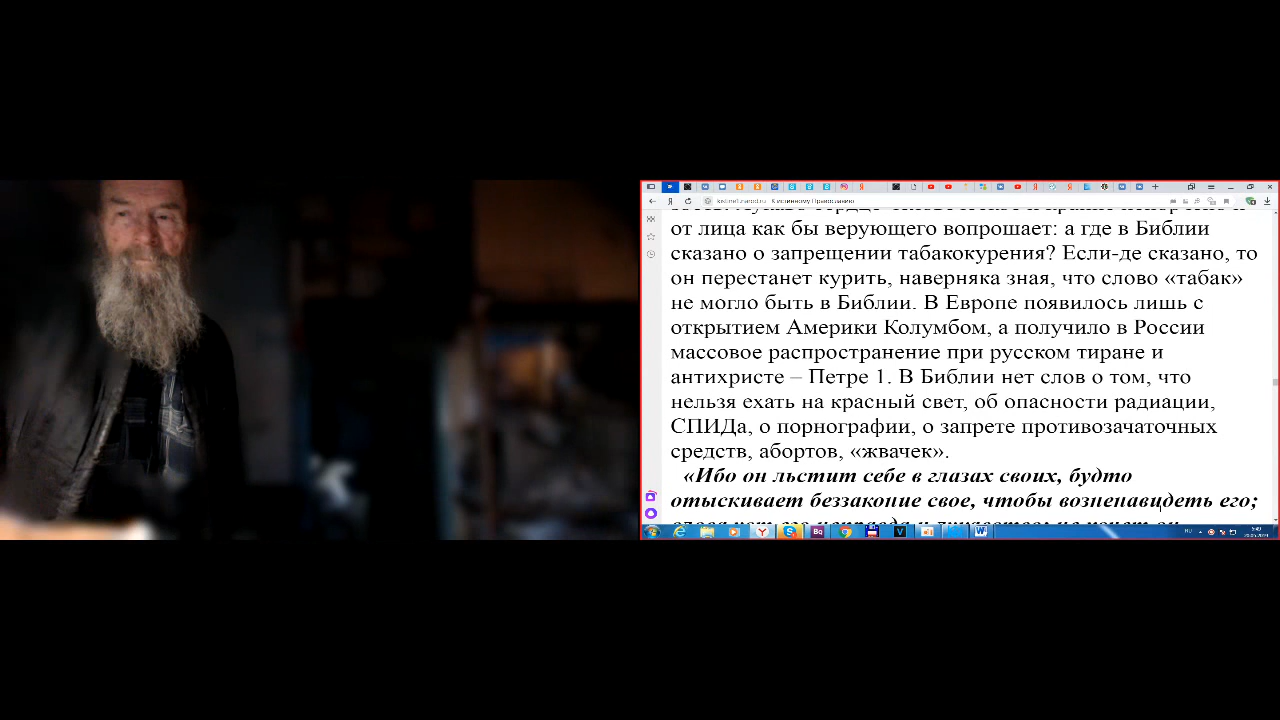 К истинному Православию
от лица как бы верующего вопрошает: а где в Библии
сказано о запрещении табакокурения? Если-де сказано, то
он перестанет курить, наверняка зная, что слово «табак»
не могло быть в Библии. В Европе появилось лишь с
открытием Америки Колумбом, а получило в России
массовое распространение при русском тиране и
антихристе – Петре 1. В Библии нет слов о том, что
нельзя ехать на красный свет, об опасности радиации,
СПИДа, о порнографии, о запрете противозачаточных
средств, абортов, «жвачек».
«Ибо он льстит себе в глазах своих, будто
отыскивает беззаконие свое, чтобы возненавидеть его;
RU